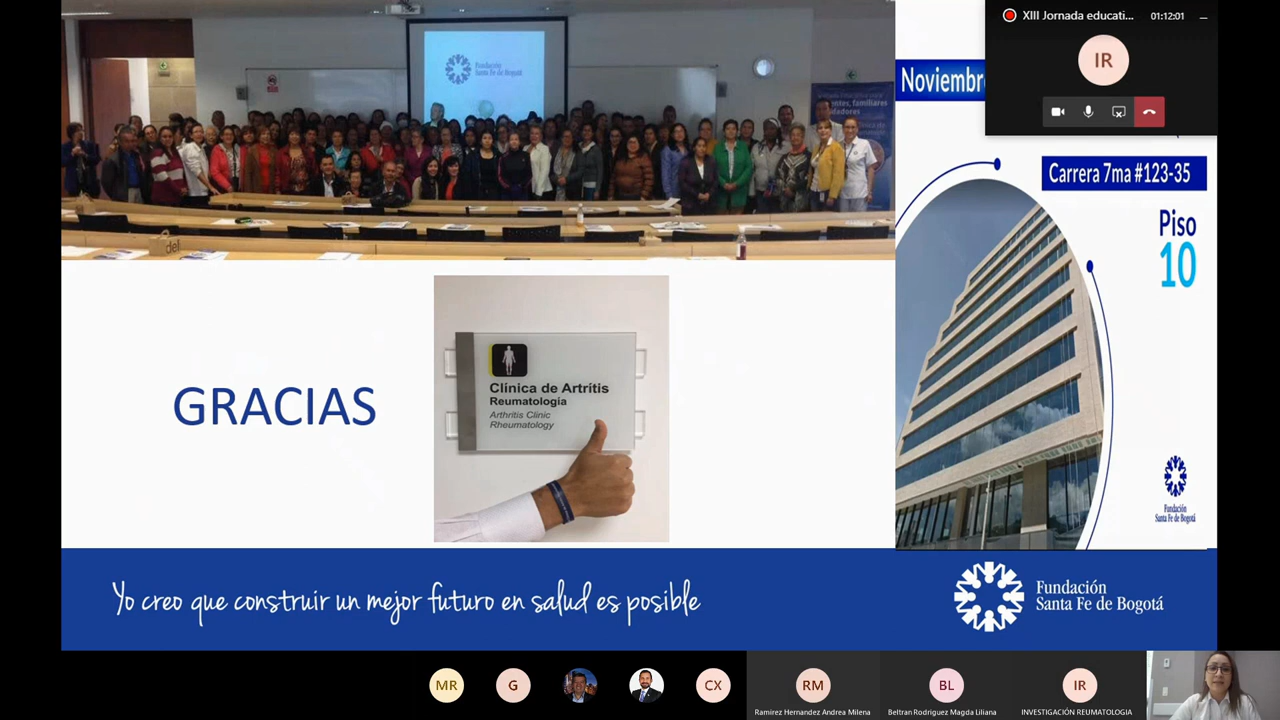 XIII Jornada educati...
01:12:01
IR
Fundación
Santa Fe de Bogotá
Noviembr
Carrera 7ma #123-35
Piso
10
del
GRACIAS
Clínica de Artritis
Reumatologia
Arthritis Clinic
Rheumatology
Fundación
Santa Fe de Bogotá
Yo creo que construir un mejor futuro en salud es posible
Fundación
Santa Fe de Bogotá
MR
G
CX
RM
BL
IR
Ramirez Hernandez Andrea Milena
Beltran Rodriguez Magda Liliana
INVESTIGACIÓN REUMATOLOGIA